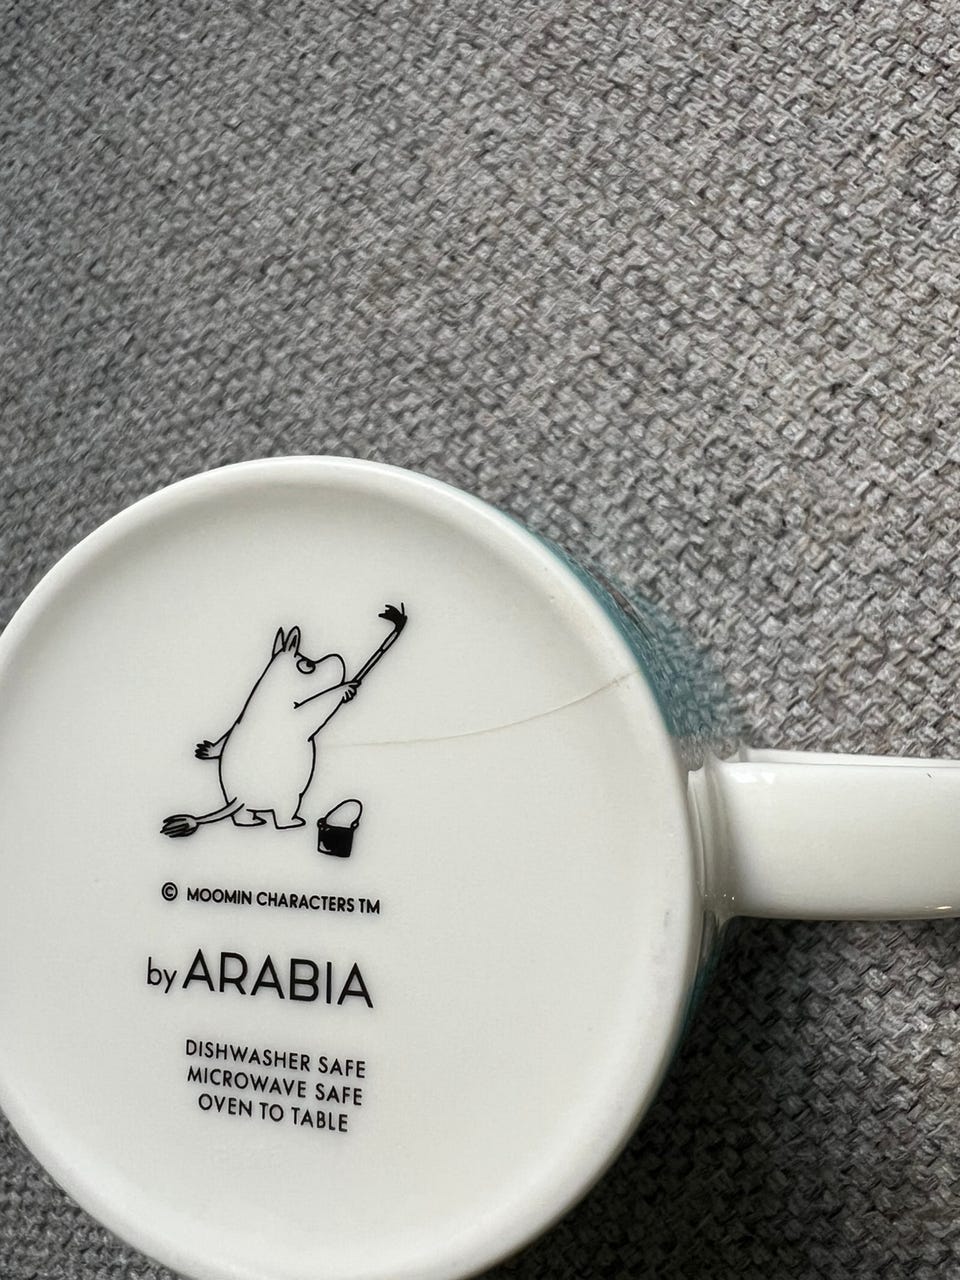 © MOOMIN CHARACTERS TM
by ARABIA
DISHWASHER SAFE
MICROWAVE SAFE
OVEN TO TABLE